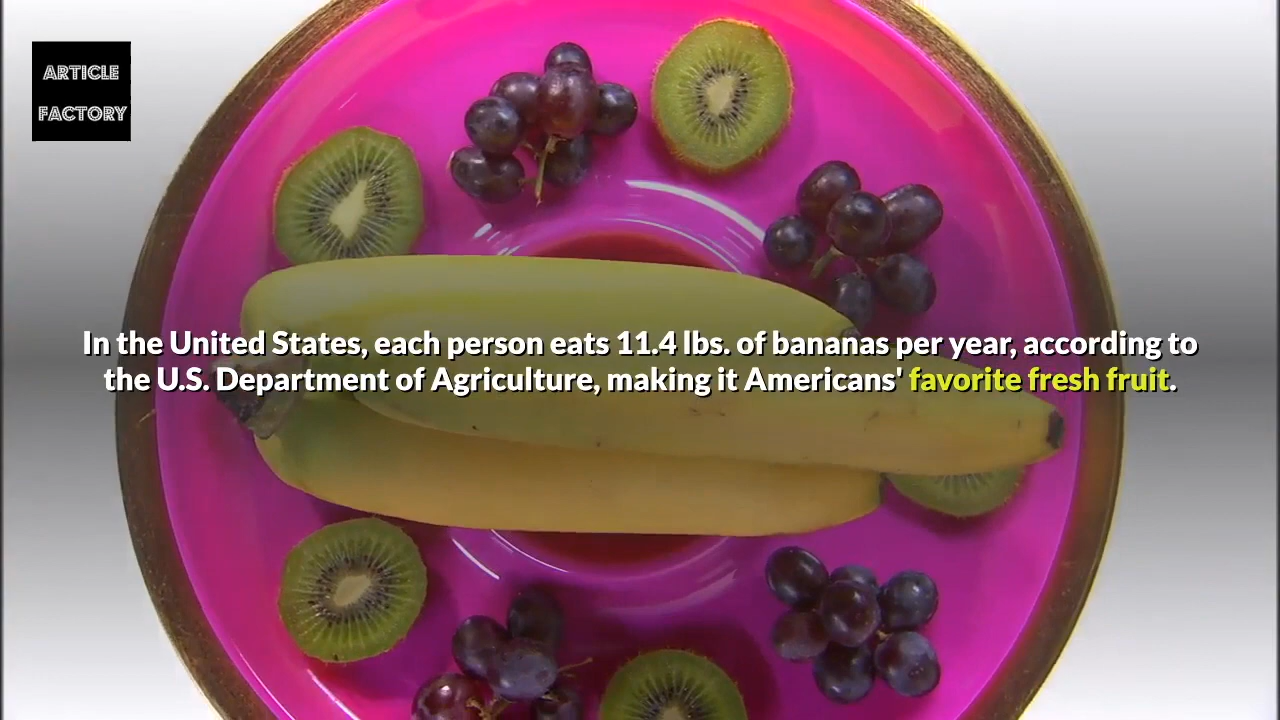 ARTICLE
FACTORY
In the United States, each person eats 11.4 lbs. of bananas per year, according to
the U.S. Department of Agriculture, making it Americans' favorite fresh fruit.